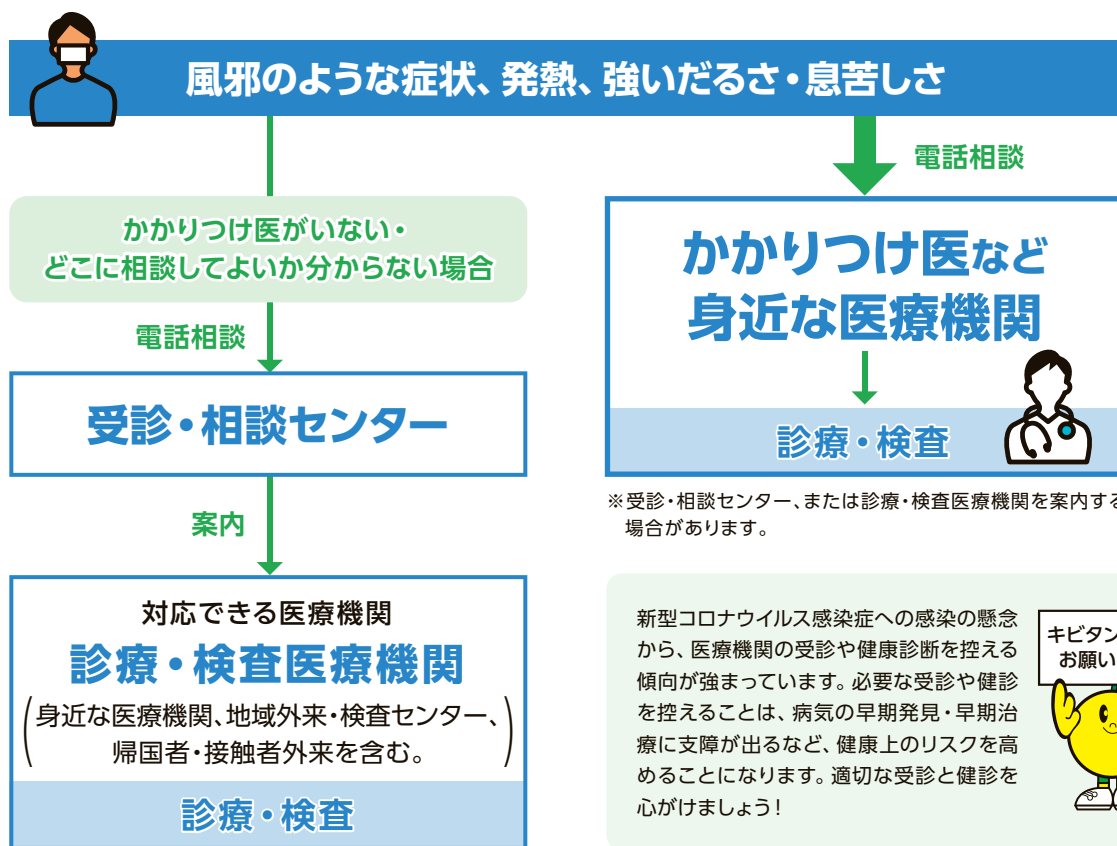 風邪のような症状、発熱、強いだるさ・息苦しさ
かかりつけ医がいない・
どこに相談してよいか分からない場合
電話相談
受診・相談センター
案内
対応できる医療機関
診療・検査医療機関
(身近な医療機関、地域外来・検査センター、
帰国者・接触者外来を含む。)
診療・検査
電話相談
かかりつけ医など
身近な医療機関
診療・検査
※受診・相談センター、または診療・検査医療機関を案内する
場合があります。
新型コロナウイルス感染症への感染の懸念
から、医療機関の受診や健康診断を控える
傾向が強まっています。必要な受診や健診
を控えることは、病気の早期発見・早期治
療に支障が出るなど、健康上のリスクを高
めることになります。適切な受診と健診を
心がけましょう!
キビタン
お願い